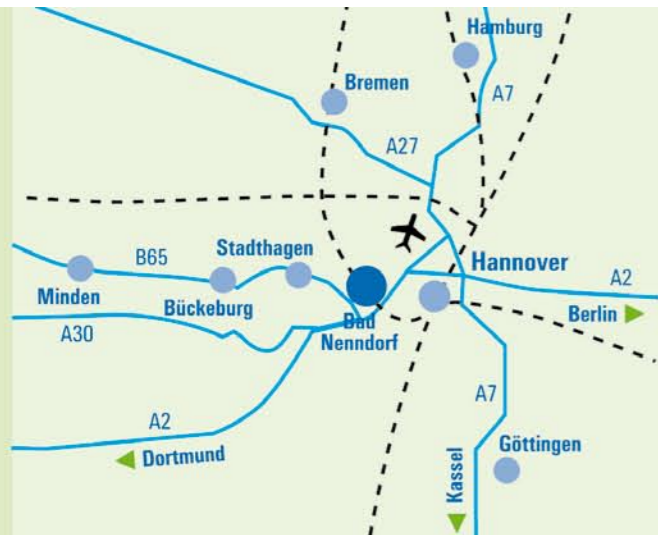 Hamburg
Bremen
A7
A27
Stadthagen
B65
Hannover
A2
Minden
Bückeburg
Berlin
Bad
Nenndorf
A30
A7
A2
Göttingen
Dortmund
Kassel